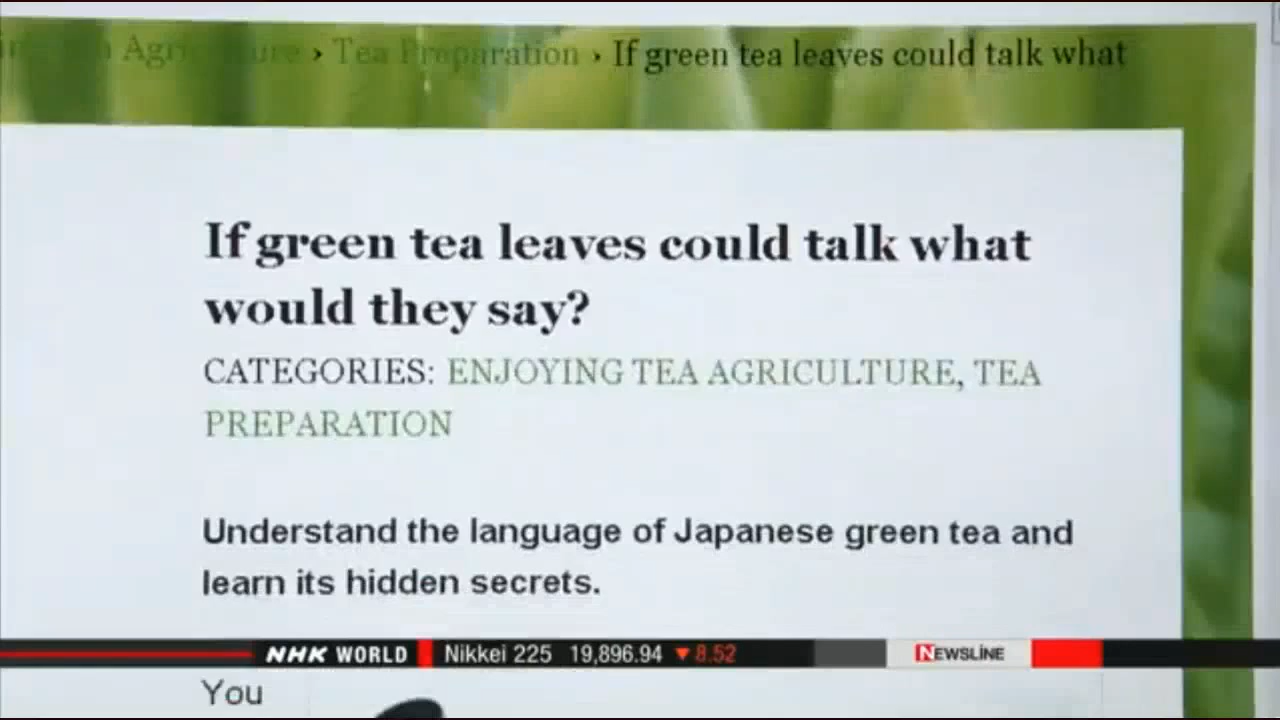 Agriculture › Tea Preparation › If green tea leaves could talk what
If green tea leaves could talk what
would they say?
CATEGORIES: ENJOYING TEA AGRICULTURE, TEA
PREPARATION
Understand the language of Japanese green tea and
learn its hidden secrets.
NHK WORLD Nikkei 225 19,896.94 ▼8.52 NEWSLINE
You